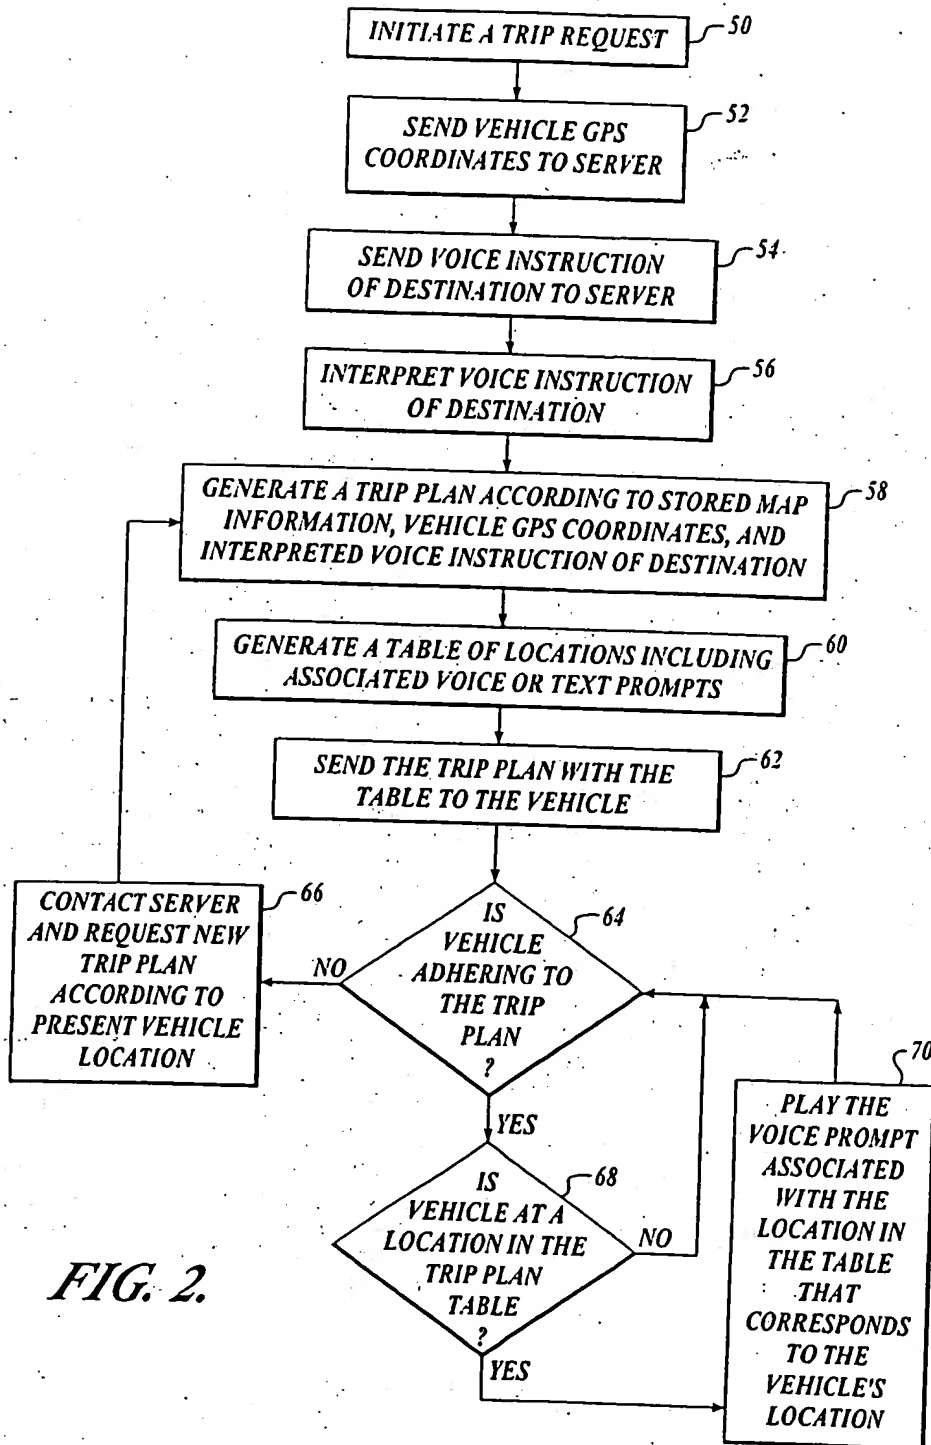 INITIATE A TRIP REQUEST
50
SEND VEHICLE GPS
COORDINATES TO SERVER
52
SEND VOICE INSTRUCTION
OF DESTINATION TO SERVER
54
INTERPRET VOICE INSTRUCTION
OF DESTINATION
56
GENERATE A TRIP PLAN ACCORDING TO STORED MAP
INFORMATION, VEHICLE GPS COORDINATES, AND
INTERPRETED VOICE INSTRUCTION OF DESTINATION
58
GENERATE A TABLE OF LOCATIONS INCLUDING
ASSOCIATED VOICE OR TEXT PROMPTS
60
SEND THE TRIP PLAN WITH THE
TABLE TO THE VEHICLE
62
IS
VEHICLE
ADHERING TO
THE TRIP
PLAN
?
64
NO
CONTACT SERVER
AND REQUEST NEW
TRIP PLAN
ACCORDING TO
PRESENT VEHICLE
LOCATION
66
YES
IS
VEHICLE AT A
LOCATION IN THE
TRIP PLAN
TABLE
?
68
NO
YES
PLAY THE
VOICE PROMPT
ASSOCIATED
WITH THE
LOCATION IN
THE TABLE
THAT
CORRESPONDS
TO THE
VEHICLE'S
LOCATION
70
FIG. 2.